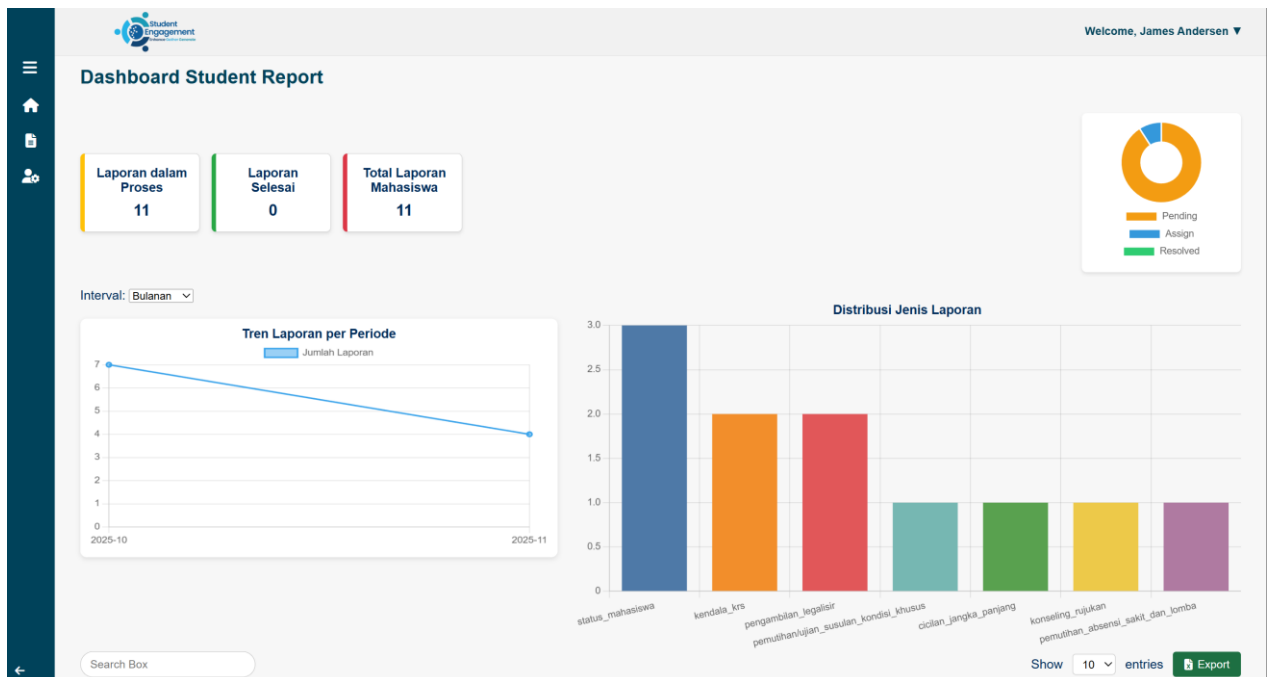 Student
Engagement
Welcome, James Andersen ▼
Dashboard Student Report
Laporan dalam
Proses
11
Laporan
Selesai
0
Total Laporan
Mahasiswa
11
Pending
Assign
Resolved
Interval: Bulanan
Tren Laporan per Periode
Jumlah Laporan
7
6
5
4
3
2
1
0
2025-10
2025-11
Distribusi Jenis Laporan
3.0
2.5
2.0
1.5
1.0
0.5
0
status_mahasiswa
kendala_krs
pengambilan_legalisir
pemutihan/ujian_susulan_kondisi_khusus
cicilan_jangka_panjang
konseling_rujukan
pemutihan_absensi_sakit_dan_lomba
Search Box
Show 10 entries
Export